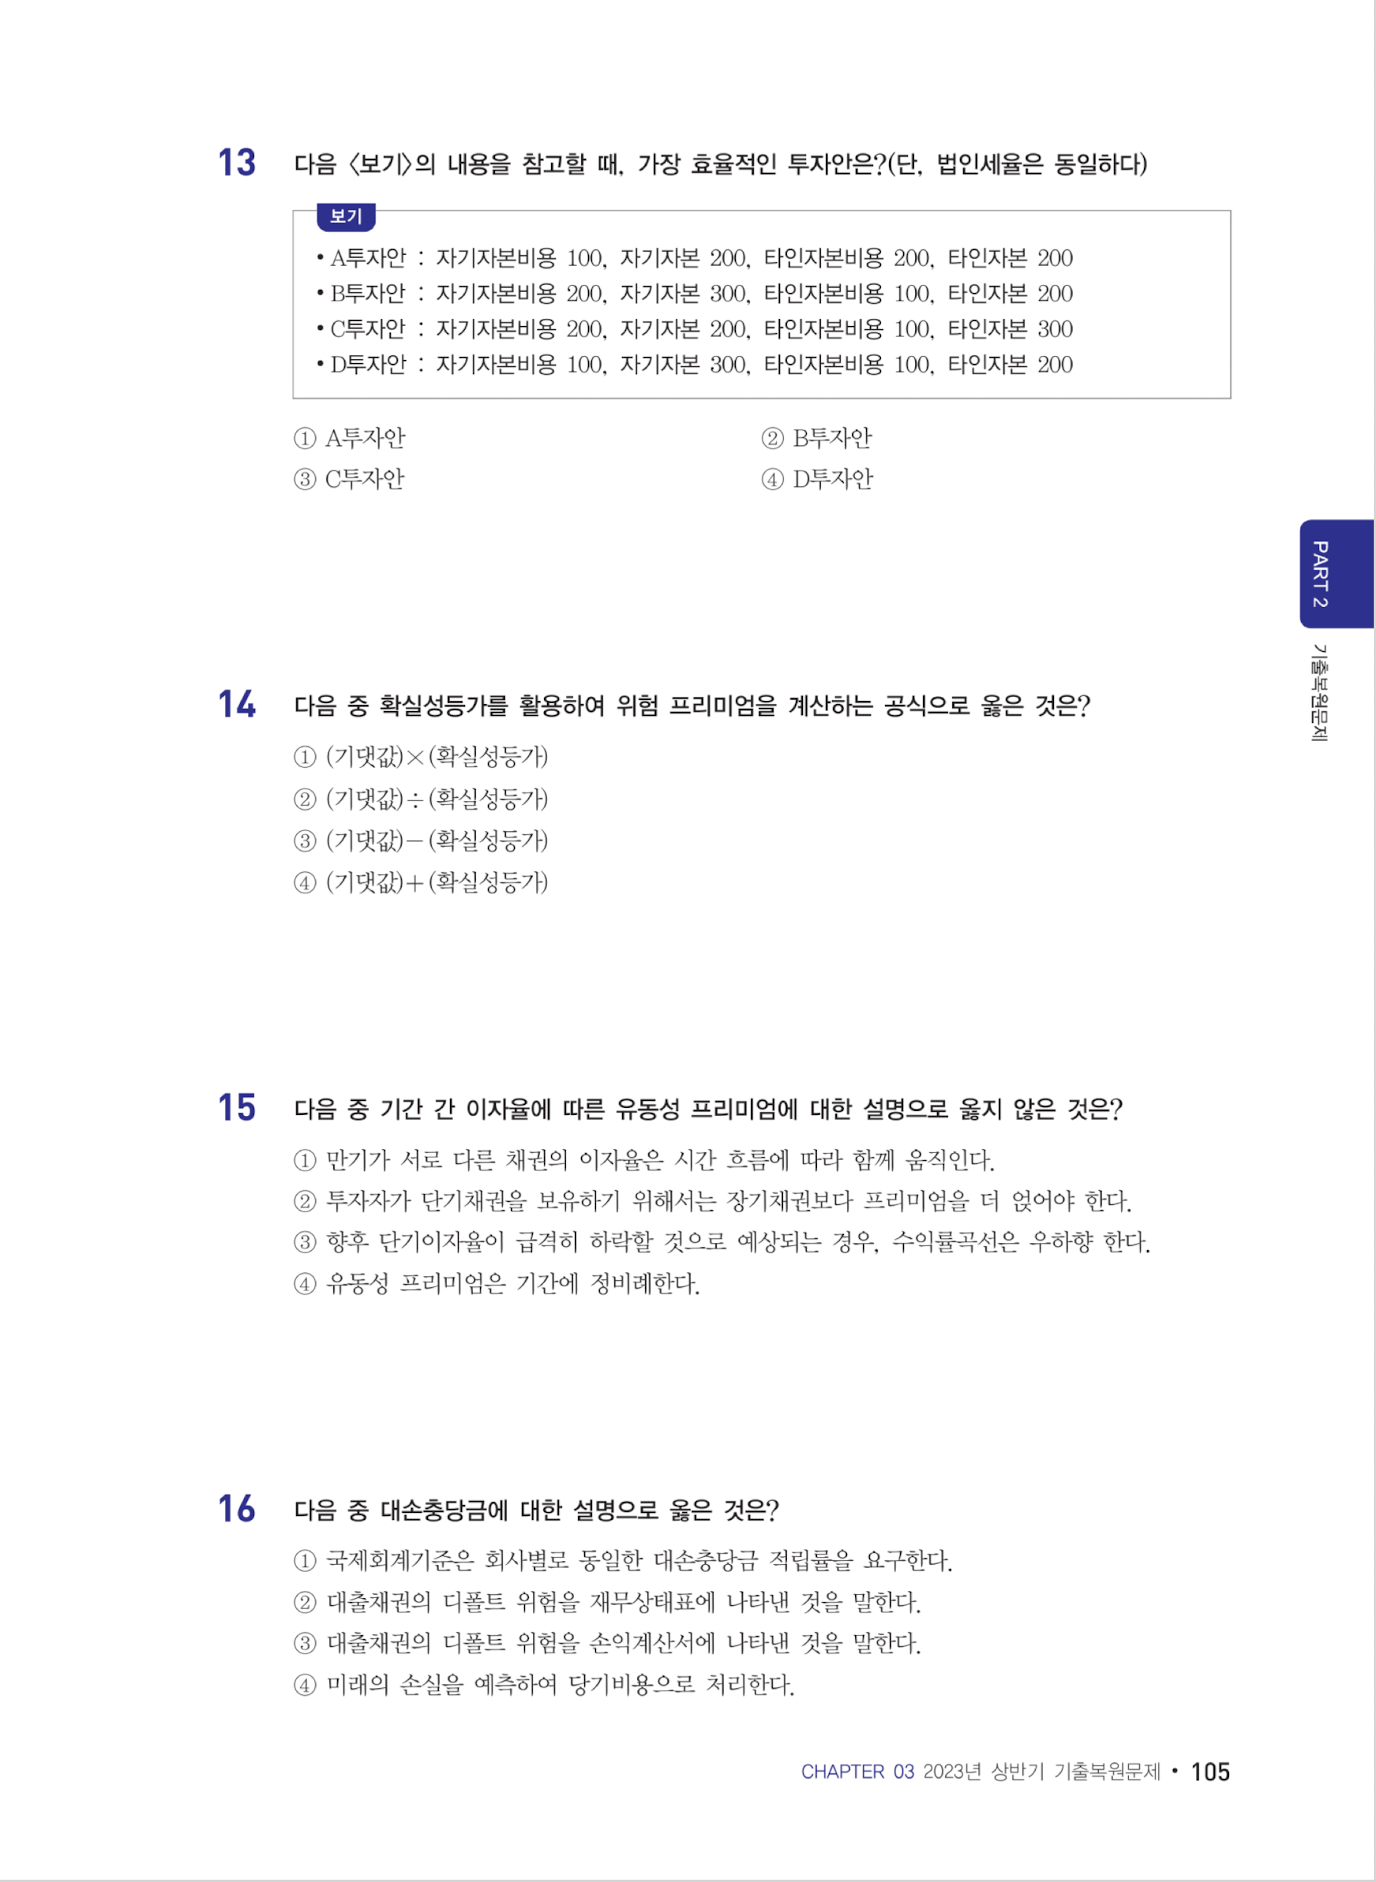 13 다음 〈보기〉의 내용을 참고할 때, 가장 효율적인 투자안은?(단, 법인세율은 동일하다)
보기
• A투자안 : 자기자본비용 100, 자기자본 200, 타인자본비용 200, 타인자본 200
• B투자안 : 자기자본비용 200, 자기자본 300, 타인자본비용 100, 타인자본 200
• C투자안 : 자기자본비용 200, 자기자본 200, 타인자본비용 100, 타인자본 300
• D투자안 : 자기자본비용 100, 자기자본 300, 타인자본비용 100, 타인자본 200
① A투자안 ② B투자안
③ C투자안 ④ D투자안
PART 2 기출복원문제
14 다음 중 확실성등가를 활용하여 위험 프리미엄을 계산하는 공식으로 옳은 것은?
① (기댓값)×(확실성등가)
② (기댓값)÷(확실성등가)
③ (기댓값)−(확실성등가)
④ (기댓값)+(확실성등가)
15 다음 중 기간 간 이자율에 따른 유동성 프리미엄에 대한 설명으로 옳지 않은 것은?
① 만기가 서로 다른 채권의 이자율은 시간 흐름에 따라 함께 움직인다.
② 투자자가 단기채권을 보유하기 위해서는 장기채권보다 프리미엄을 더 얹어야 한다.
③ 향후 단기이자율이 급격히 하락할 것으로 예상되는 경우, 수익률곡선은 우하향 한다.
④ 유동성 프리미엄은 기간에 정비례한다.
16 다음 중 대손충당금에 대한 설명으로 옳은 것은?
① 국제회계기준은 회사별로 동일한 대손충당금 적립률을 요구한다.
② 대출채권의 디폴트 위험을 재무상태표에 나타낸 것을 말한다.
③ 대출채권의 디폴트 위험을 손익계산서에 나타낸 것을 말한다.
④ 미래의 손실을 예측하여 당기비용으로 처리한다.
CHAPTER 03 2023년 상반기 기출복원문제 • 105